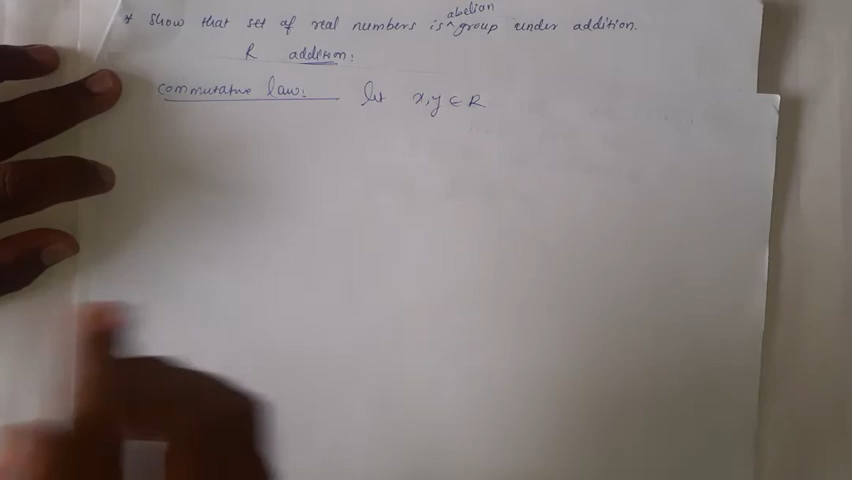 * Show that set of real numbers is ^ abelian group under addition.
R addition:
commutative law: let x, y ∈ R